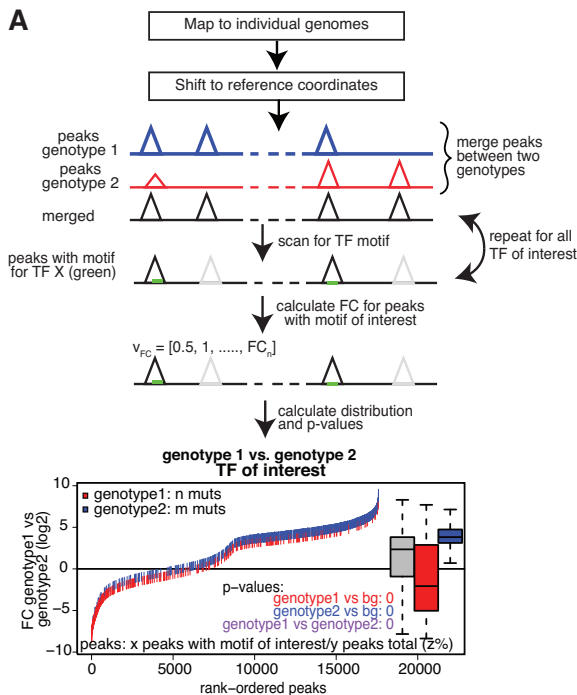 A
Map to individual genomes
Shift to reference coordinates
peaks
genotype 1
peaks
genotype 2
merged
merge peaks
between two
genotypes
scan for TF motif
repeat for all
TF of interest
peaks with motif
for TF X (green)
calculate FC for peaks
with motif of interest
vFC = [0.5, 1, ....., FCn]
calculate distribution
and p-values
genotype 1 vs. genotype 2
TF of interest
genotype1: n muts
genotype2: m muts
FC genotype1 vs
genotype2 (log2)
10
5
0
−5
−10
p-values:
genotype1 vs bg: 0
genotype2 vs bg: 0
genotype1 vs genotype2: 0
peaks: x peaks with motif of interest/y peaks total (z%)
0 5000 10000 15000 20000
rank−ordered peaks